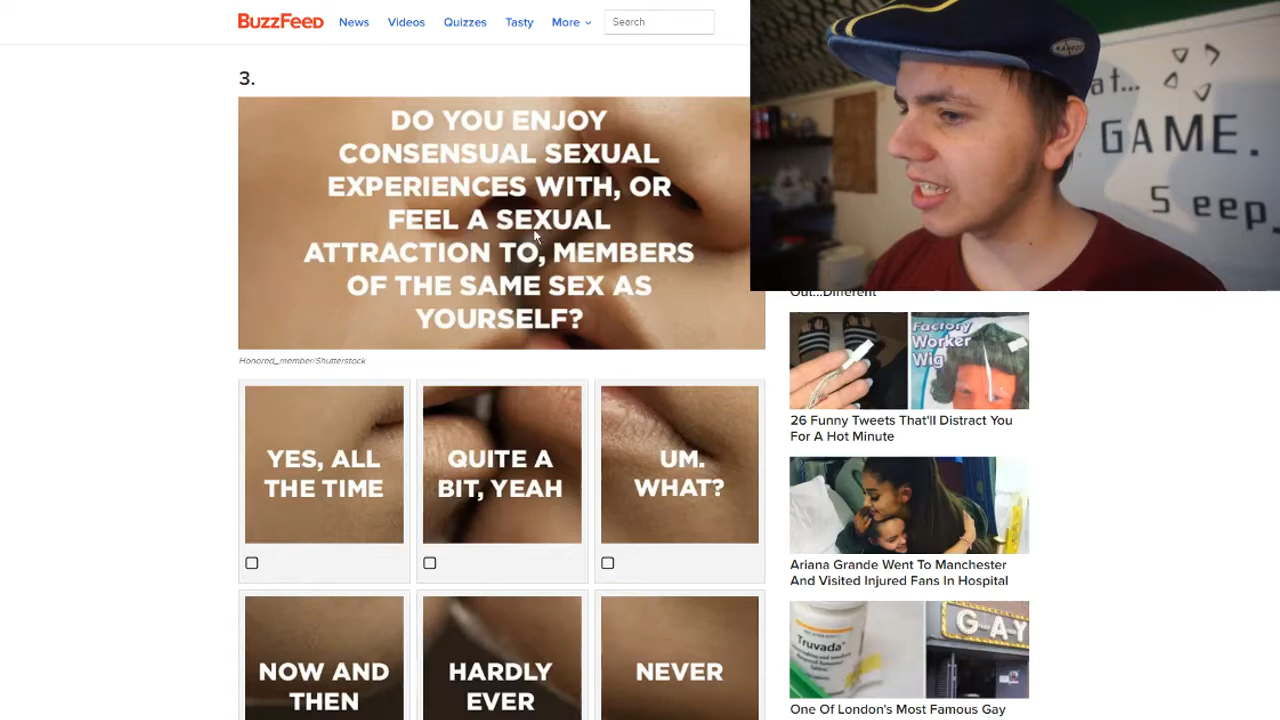 BuzzFeed News Videos Quizzes Tasty More Search
3.
DO YOU ENJOY
CONSENSUAL SEXUAL
EXPERIENCES WITH, OR
FEEL A SEXUAL
ATTRACTION TO, MEMBERS
OF THE SAME SEX AS
YOURSELF?
Honored_member/Shutterstock
YES, ALL
THE TIME
QUITE A
BIT, YEAH
UM.
WHAT?
NOW AND
THEN
HARDLY
EVER
NEVER
at...
GAME.
S eep
KANGOL
Out...Different
Factory
Worker
Wig
26 Funny Tweets That'll Distract You
For A Hot Minute
Ariana Grande Went To Manchester
And Visited Injured Fans In Hospital
Truvada
G-A-Y
One Of London's Most Famous Gay